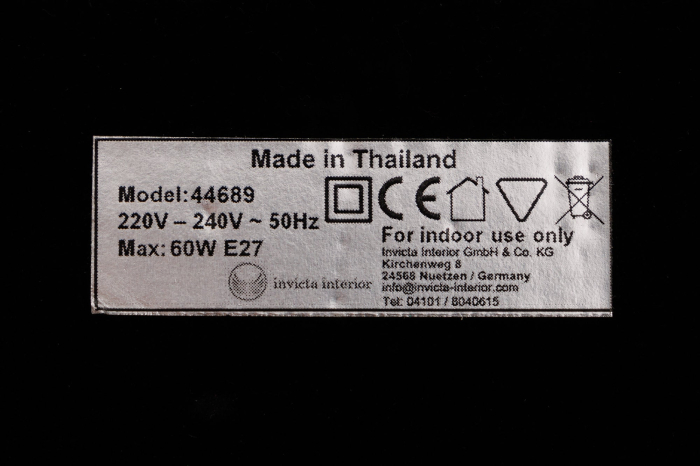 Made in Thailand
Model:44689
220V – 240V ~ 50Hz
Max: 60W E27
CE
For indoor use only
Invicta Interior GmbH & Co. KG
Kirchenweg 8
24568 Nuetzen / Germany
info@invicta-interior.com
Tel: 04101 / 8040615
invicta interior